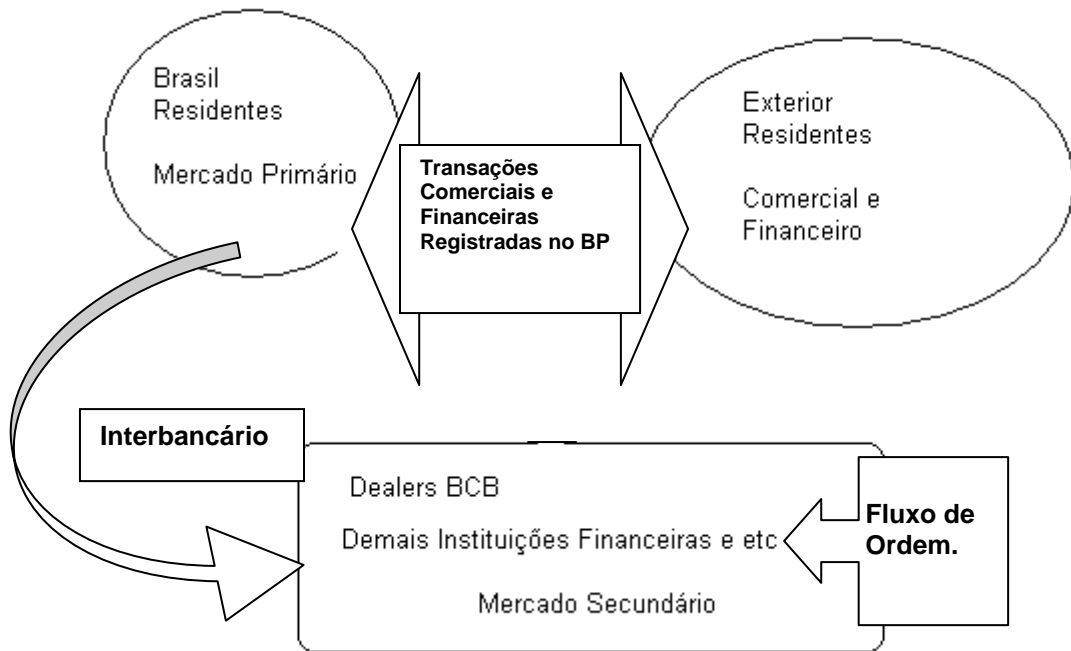 Brasil
Residentes
Mercado Primário
Transações
Comerciais e
Financeiras
Registradas no BP
Exterior
Residentes
Comercial e
Financeiro
Interbancário
Dealers BCB
Demais Instituições Financeiras e etc
Mercado Secundário
Fluxo de
Ordem.